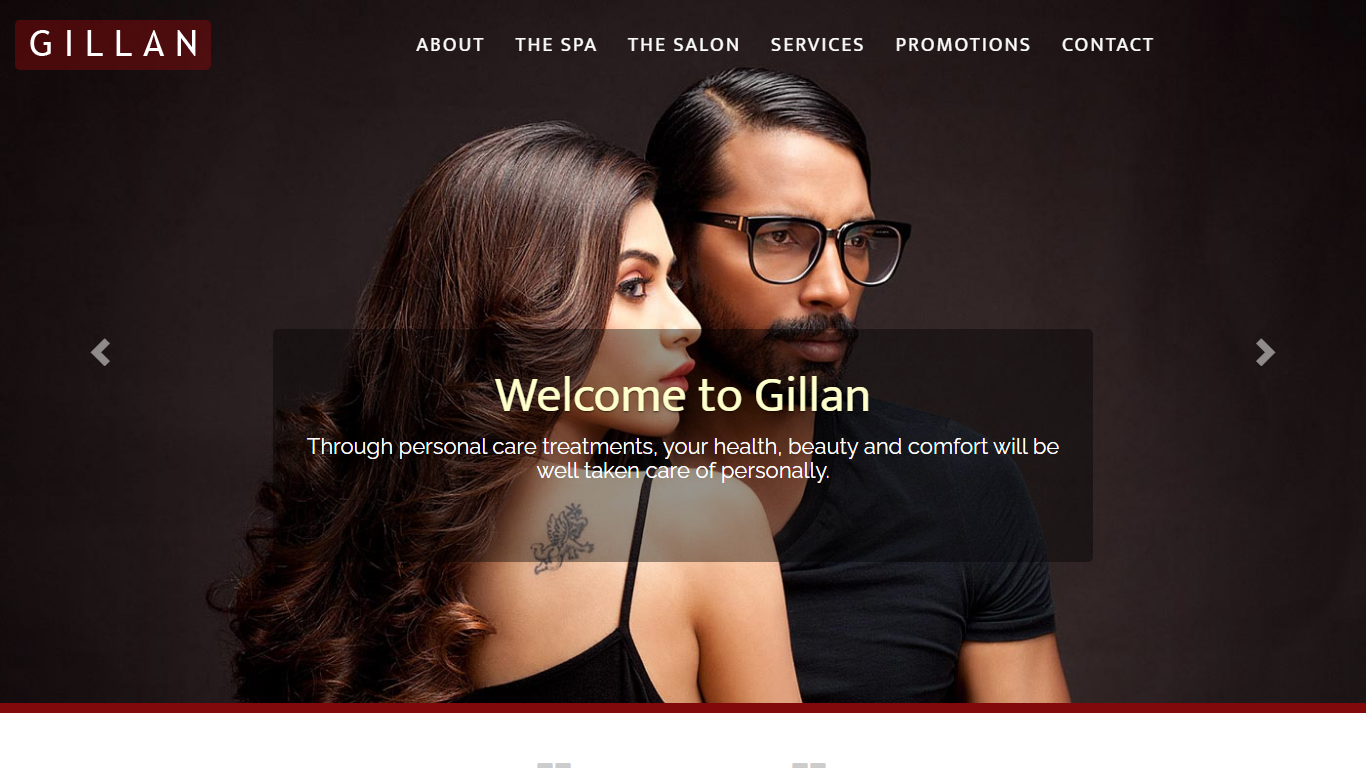 GILLAN
ABOUT
THE SPA
THE SALON
SERVICES
PROMOTIONS
CONTACT
Welcome to Gillan
Through personal care treatments, your health, beauty and comfort will be
well taken care of personally.